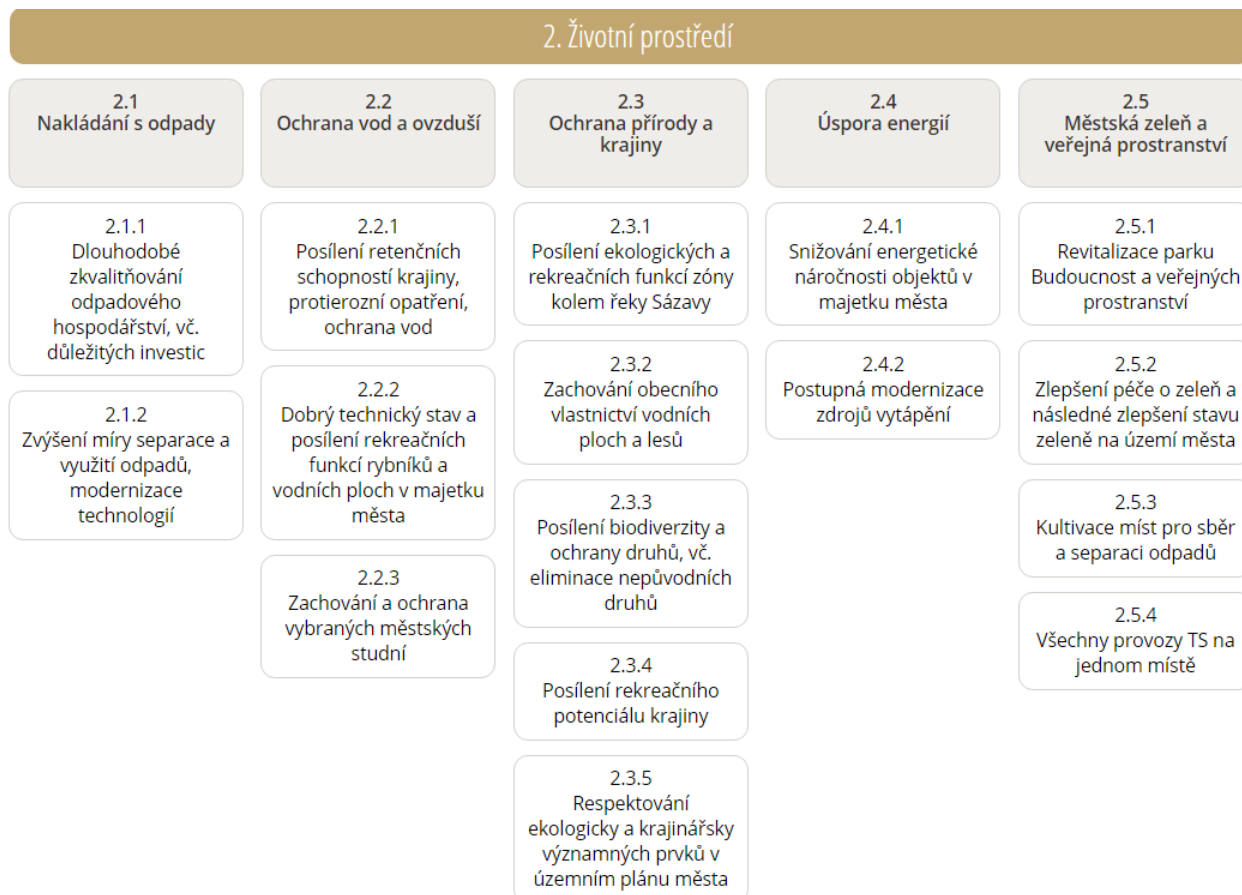 2. Životní prostředí
2.1
Nakládání s odpady
2.1.1
Dlouhodobé
zkvalitňování
odpadového
hospodářství, vč.
důležitých investic
2.1.2
Zvýšení míry separace a
využití odpadů,
modernizace
technologií
2.2
Ochrana vod a ovzduší
2.2.1
Posílení retenčních
schopností krajiny,
protierozní opatření,
ochrana vod
2.2.2
Dobrý technický stav a
posílení rekreačních
funkcí rybníků a
vodních ploch v majetku
města
2.2.3
Zachování a ochrana
vybraných městských
studní
2.3
Ochrana přírody a
krajiny
2.3.1
Posílení ekologických a
rekreačních funkcí zóny
kolem řeky Sázavy
2.3.2
Zachování obecního
vlastnictví vodních
ploch a lesů
2.3.3
Posílení biodiverzity a
ochrany druhů, vč.
eliminace nepůvodních
druhů
2.3.4
Posílení rekreačního
potenciálu krajiny
2.3.5
Respektování
ekologicky a krajinářsky
významných prvků v
územním plánu města
2.4
Úspora energií
2.4.1
Snižování energetické
náročnosti objektů v
majetku města
2.4.2
Postupná modernizace
zdrojů vytápění
2.5
Městská zeleň a
veřejná prostranství
2.5.1
Revitalizace parku
Budoucnost a veřejných
prostranství
2.5.2
Zlepšení péče o zeleň a
následné zlepšení stavu
zeleně na území města
2.5.3
Kultivace míst pro sběr
a separaci odpadů
2.5.4
Všechny provozy TS na
jednom místě